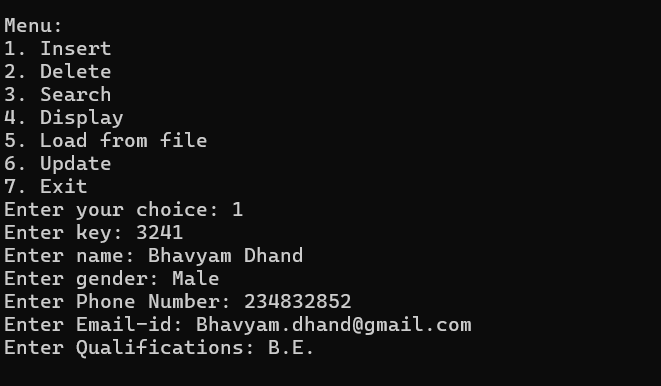 Menu:
1. Insert
2. Delete
3. Search
4. Display
5. Load from file
6. Update
7. Exit
Enter your choice: 1
Enter key: 3241
Enter name: Bhavyam Dhand
Enter gender: Male
Enter Phone Number: 234832852
Enter Email-id: Bhavyam.dhand@gmail.com
Enter Qualifications: B.E.